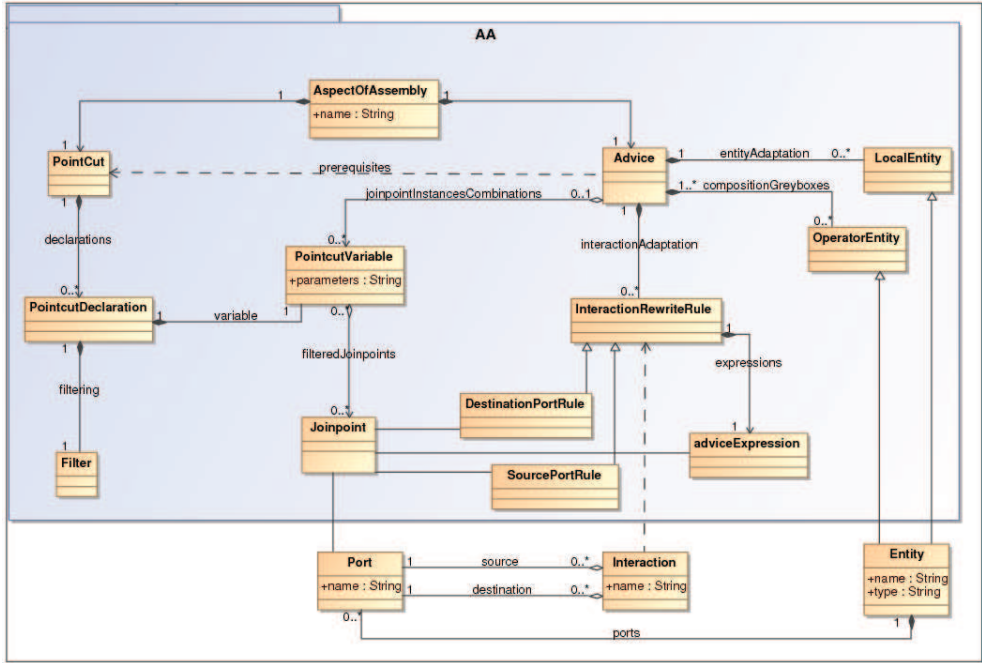 AA
AspectOfAssembly
+name : String
1
1
1
1
PointCut
1
Advice
1
entityAdaptation
0..*
LocalEntity
prerequisites
1..*
compositionGreyboxes
0..*
joinpointInstancesCombinations
0..1
1
OperatorEntity
declarations
interactionAdaptation
0..*
PointcutVariable
+parameters : String
0..*
PointcutDeclaration
1
variable
1
0..*
0..*
InteractionRewriteRule
1
1
filteredJoinpoints
expressions
filtering
DestinationPortRule
0..*
Joinpoint
1
adviceExpression
1
Filter
SourcePortRule
Port
+name : String
1
source
0..*
1
destination
0..*
Interaction
+name : String
Entity
+name : String
+type : String
0..*
ports
1